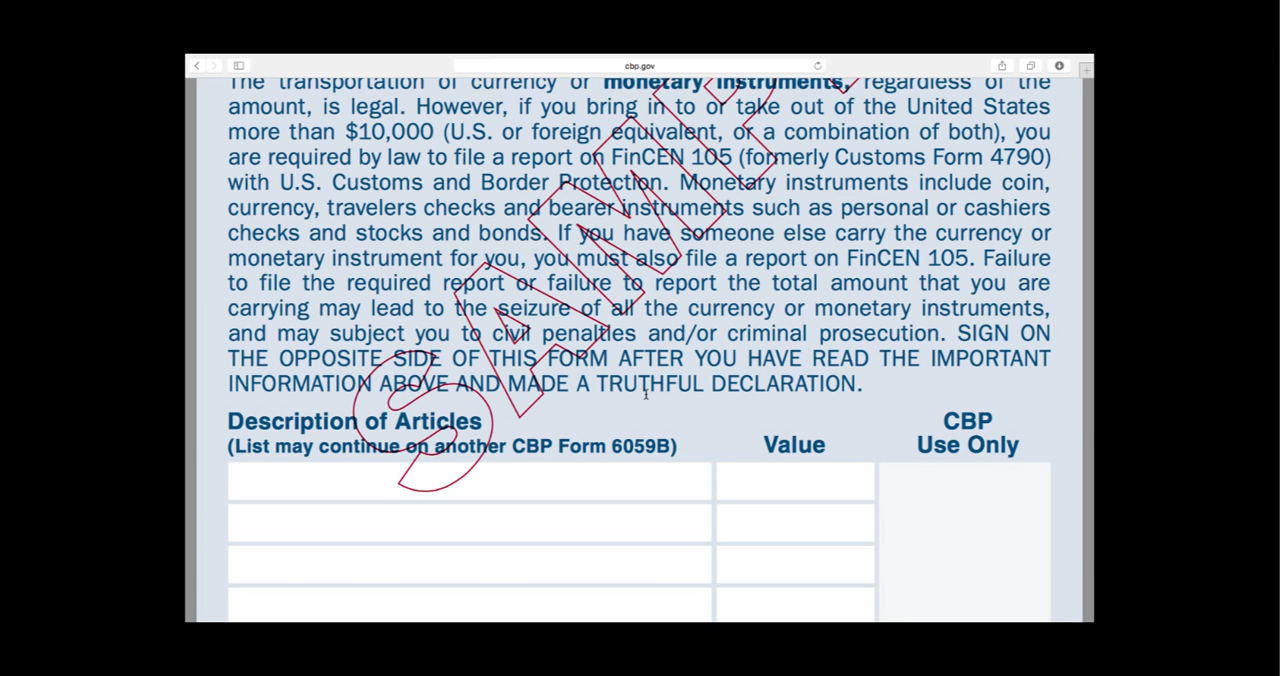 cbp.gov
The transportation of currency or monetary instruments, regardless of the
amount, is legal. However, if you bring in to or take out of the United States
more than $10,000 (U.S. or foreign equivalent, or a combination of both), you
are required by law to file a report on FinCEN 105 (formerly Customs Form 4790)
with U.S. Customs and Border Protection. Monetary instruments include coin,
currency, travelers checks and bearer instruments such as personal or cashiers
checks and stocks and bonds. If you have someone else carry the currency or
monetary instrument for you, you must also file a report on FinCEN 105. Failure
to file the required report or failure to report the total amount that you are
carrying may lead to the seizure of all the currency or monetary instruments,
and may subject you to civil penalties and/or criminal prosecution. SIGN ON
THE OPPOSITE SIDE OF THIS FORM AFTER YOU HAVE READ THE IMPORTANT
INFORMATION ABOVE AND MADE A TRUTHFUL DECLARATION.
Description of Articles
(List may continue on another CBP Form 6059B)
Value
CBP
Use Only